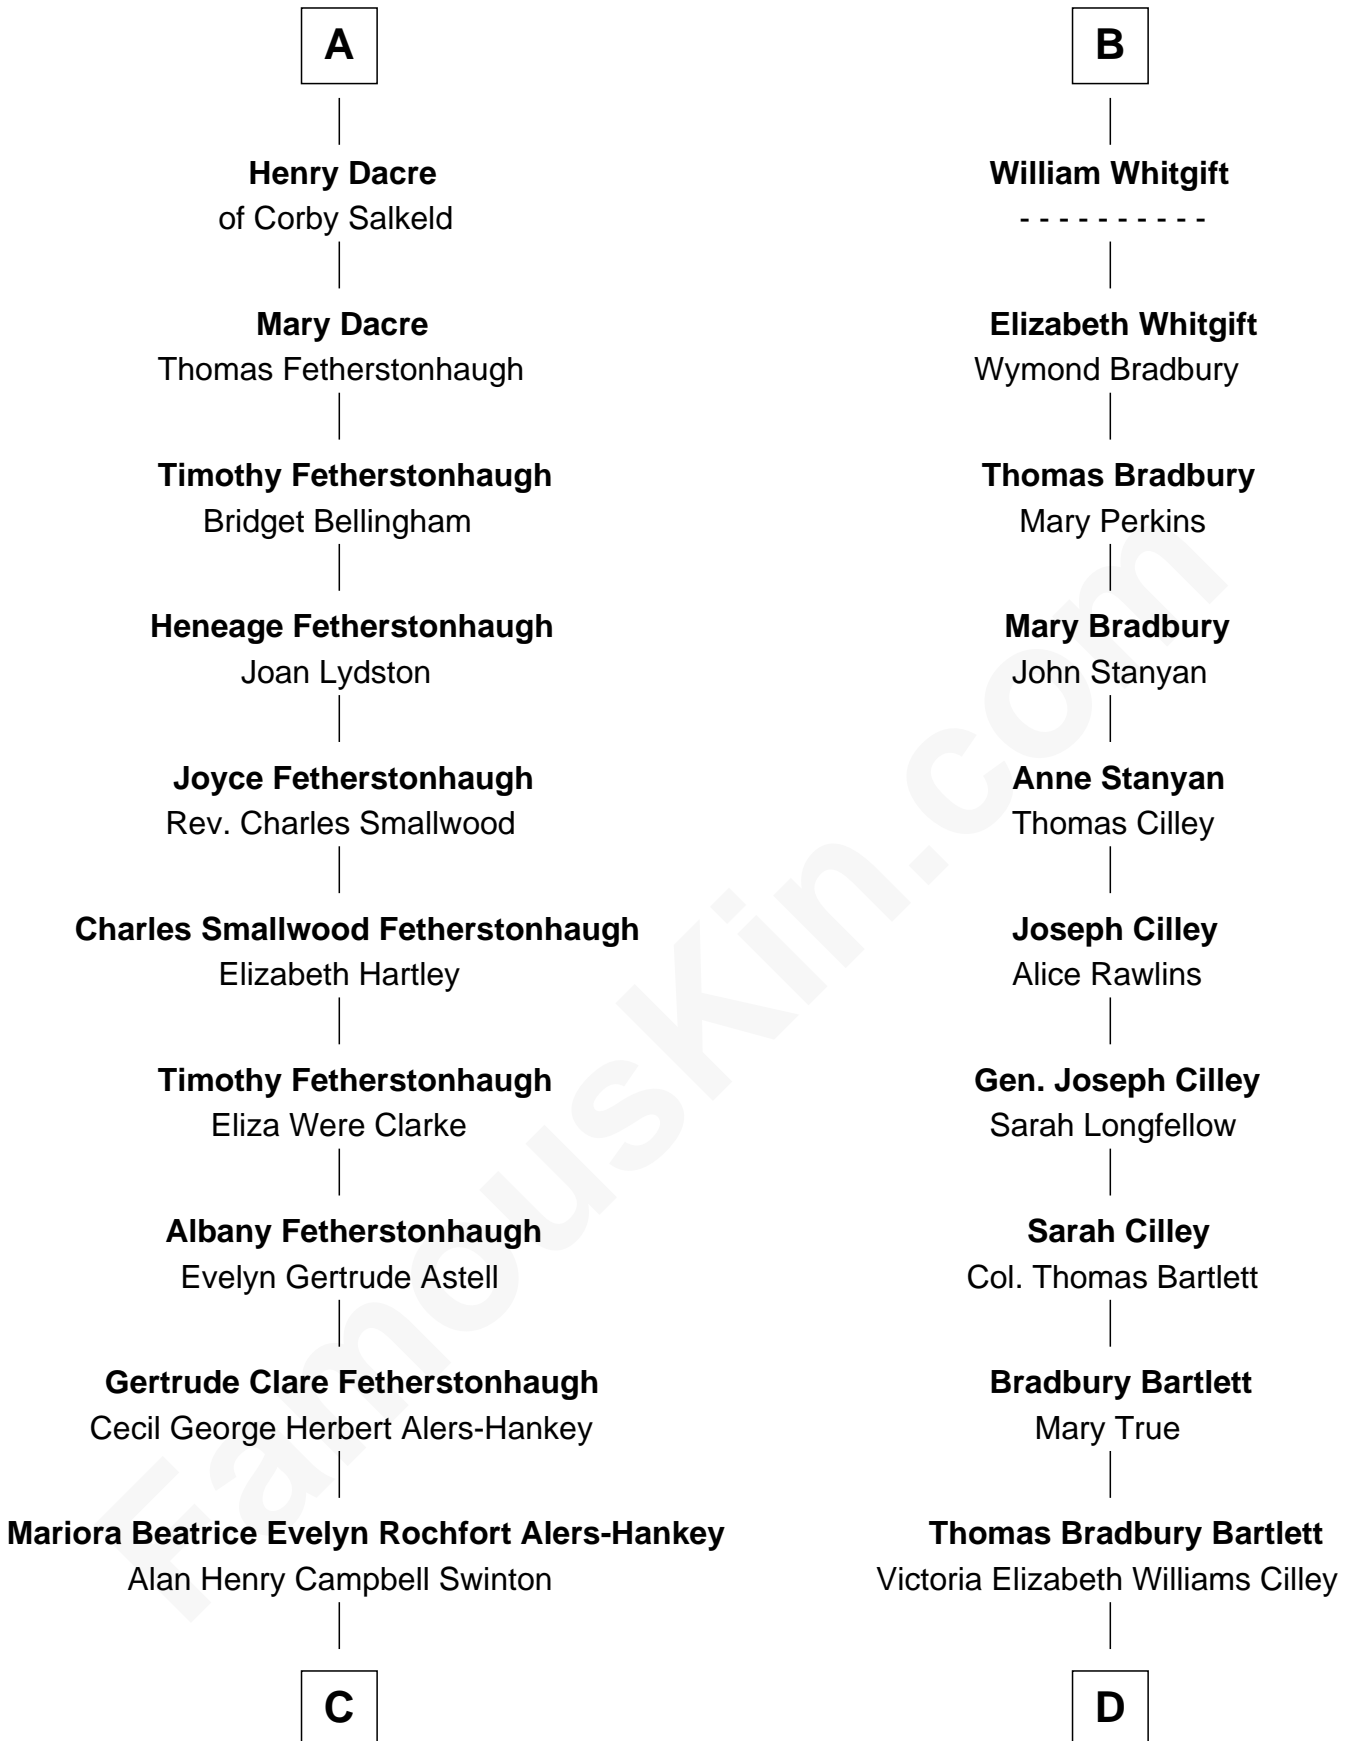 A
Henry Dacre
of Corby Salkeld
Mary Dacre
Thomas Fetherstonhaugh
Timothy Fetherstonhaugh
Bridget Bellingham
Heneage Fetherstonhaugh
Joan Lydston
Joyce Fetherstonhaugh
Rev. Charles Smallwood
Charles Smallwood Fetherstonhaugh
Elizabeth Hartley
Timothy Fetherstonhaugh
Eliza Were Clarke
Albany Fetherstonhaugh
Evelyn Gertrude Astell
Gertrude Clare Fetherstonhaugh
Cecil George Herbert Alers-Hankey
Mariora Beatrice Evelyn Rochfort Alers-Hankey
Alan Henry Campbell Swinton
C
B
William Whitgift
- - - - - - - - - -
Elizabeth Whitgift
Wymond Bradbury
Thomas Bradbury
Mary Perkins
Mary Bradbury
John Stanyan
Anne Stanyan
Thomas Cilley
Joseph Cilley
Alice Rawlins
Gen. Joseph Cilley
Sarah Longfellow
Sarah Cilley
Col. Thomas Bartlett
Bradbury Bartlett
Mary True
Thomas Bradbury Bartlett
Victoria Elizabeth Williams Cilley
D
FamousKin.com